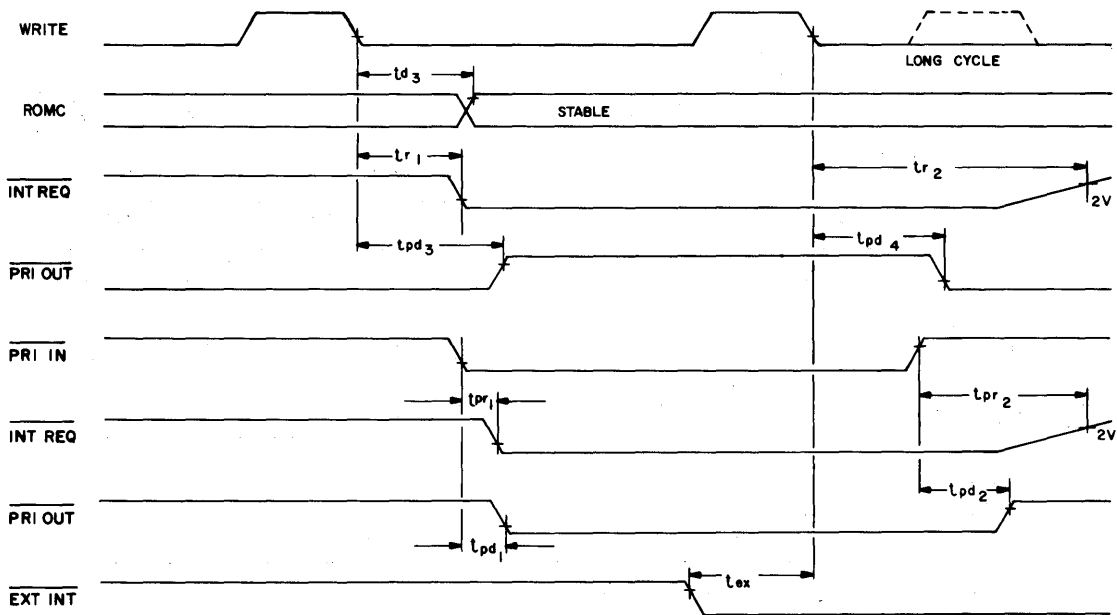 WRITE
LONG CYCLE
td3
ROMC
STABLE
tr1
tr2
INT REQ
2V
tpd3
tpd4
PRI OUT
PRI IN
tpr1
tpr2
INT REQ
2V
tpd2
PRI OUT
tpd1
tex
EXT INT